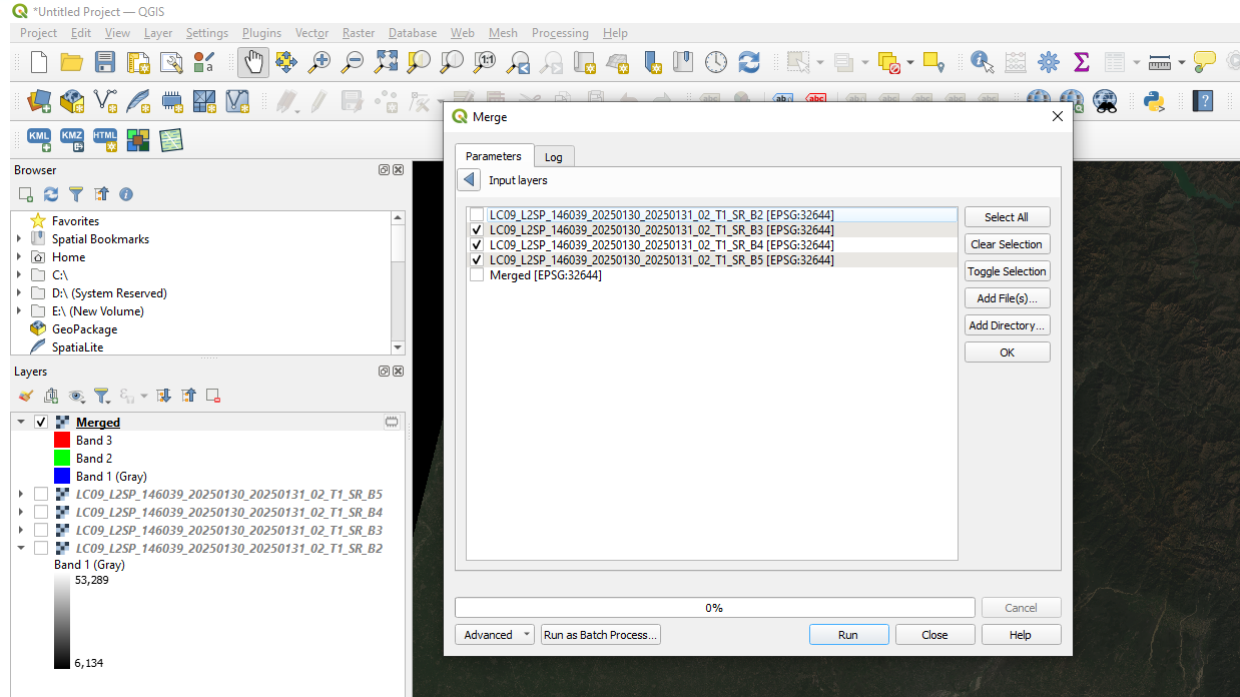 *Untitled Project — QGIS
Project Edit View Layer Settings Plugins Vector Raster Database Web Mesh Processing Help
1:1
abc abc
KML KMZ HTML
Browser
Favorites
Spatial Bookmarks
Home
C:\
D:\ (System Reserved)
E:\ (New Volume)
GeoPackage
SpatiaLite
Layers
Merged
Band 3
Band 2
Band 1 (Gray)
LC09_L2SP_146039_20250130_20250131_02_T1_SR_B5
LC09_L2SP_146039_20250130_20250131_02_T1_SR_B4
LC09_L2SP_146039_20250130_20250131_02_T1_SR_B3
LC09_L2SP_146039_20250130_20250131_02_T1_SR_B2
Band 1 (Gray)
53,289
6,134
Merge
Parameters Log
Input layers
LC09_L2SP_146039_20250130_20250131_02_T1_SR_B2 [EPSG:32644]
LC09_L2SP_146039_20250130_20250131_02_T1_SR_B3 [EPSG:32644]
LC09_L2SP_146039_20250130_20250131_02_T1_SR_B4 [EPSG:32644]
LC09_L2SP_146039_20250130_20250131_02_T1_SR_B5 [EPSG:32644]
Merged [EPSG:32644]
Select All
Clear Selection
Toggle Selection
Add File(s)...
Add Directory...
OK
0%
Cancel
Advanced
Run as Batch Process...
Run
Close
Help